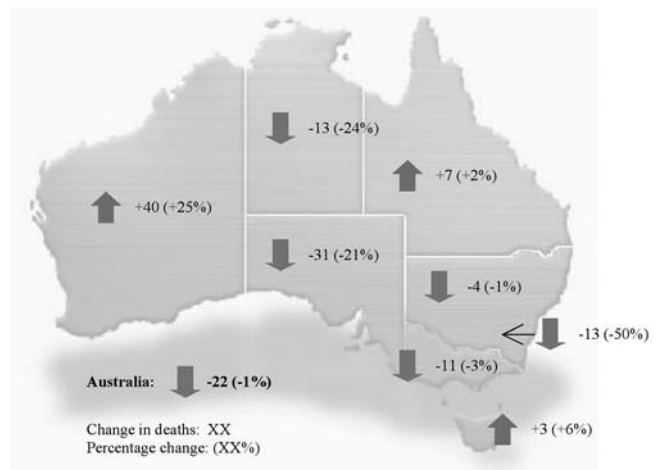 -13 (-24%)
+7 (+2%)
+40 (+25%)
-31 (-21%)
-4 (-1%)
-13 (-50%)
-11 (-3%)
Australia: -22 (-1%)
+3 (+6%)
Change in deaths: XX
Percentage change: (XX%)